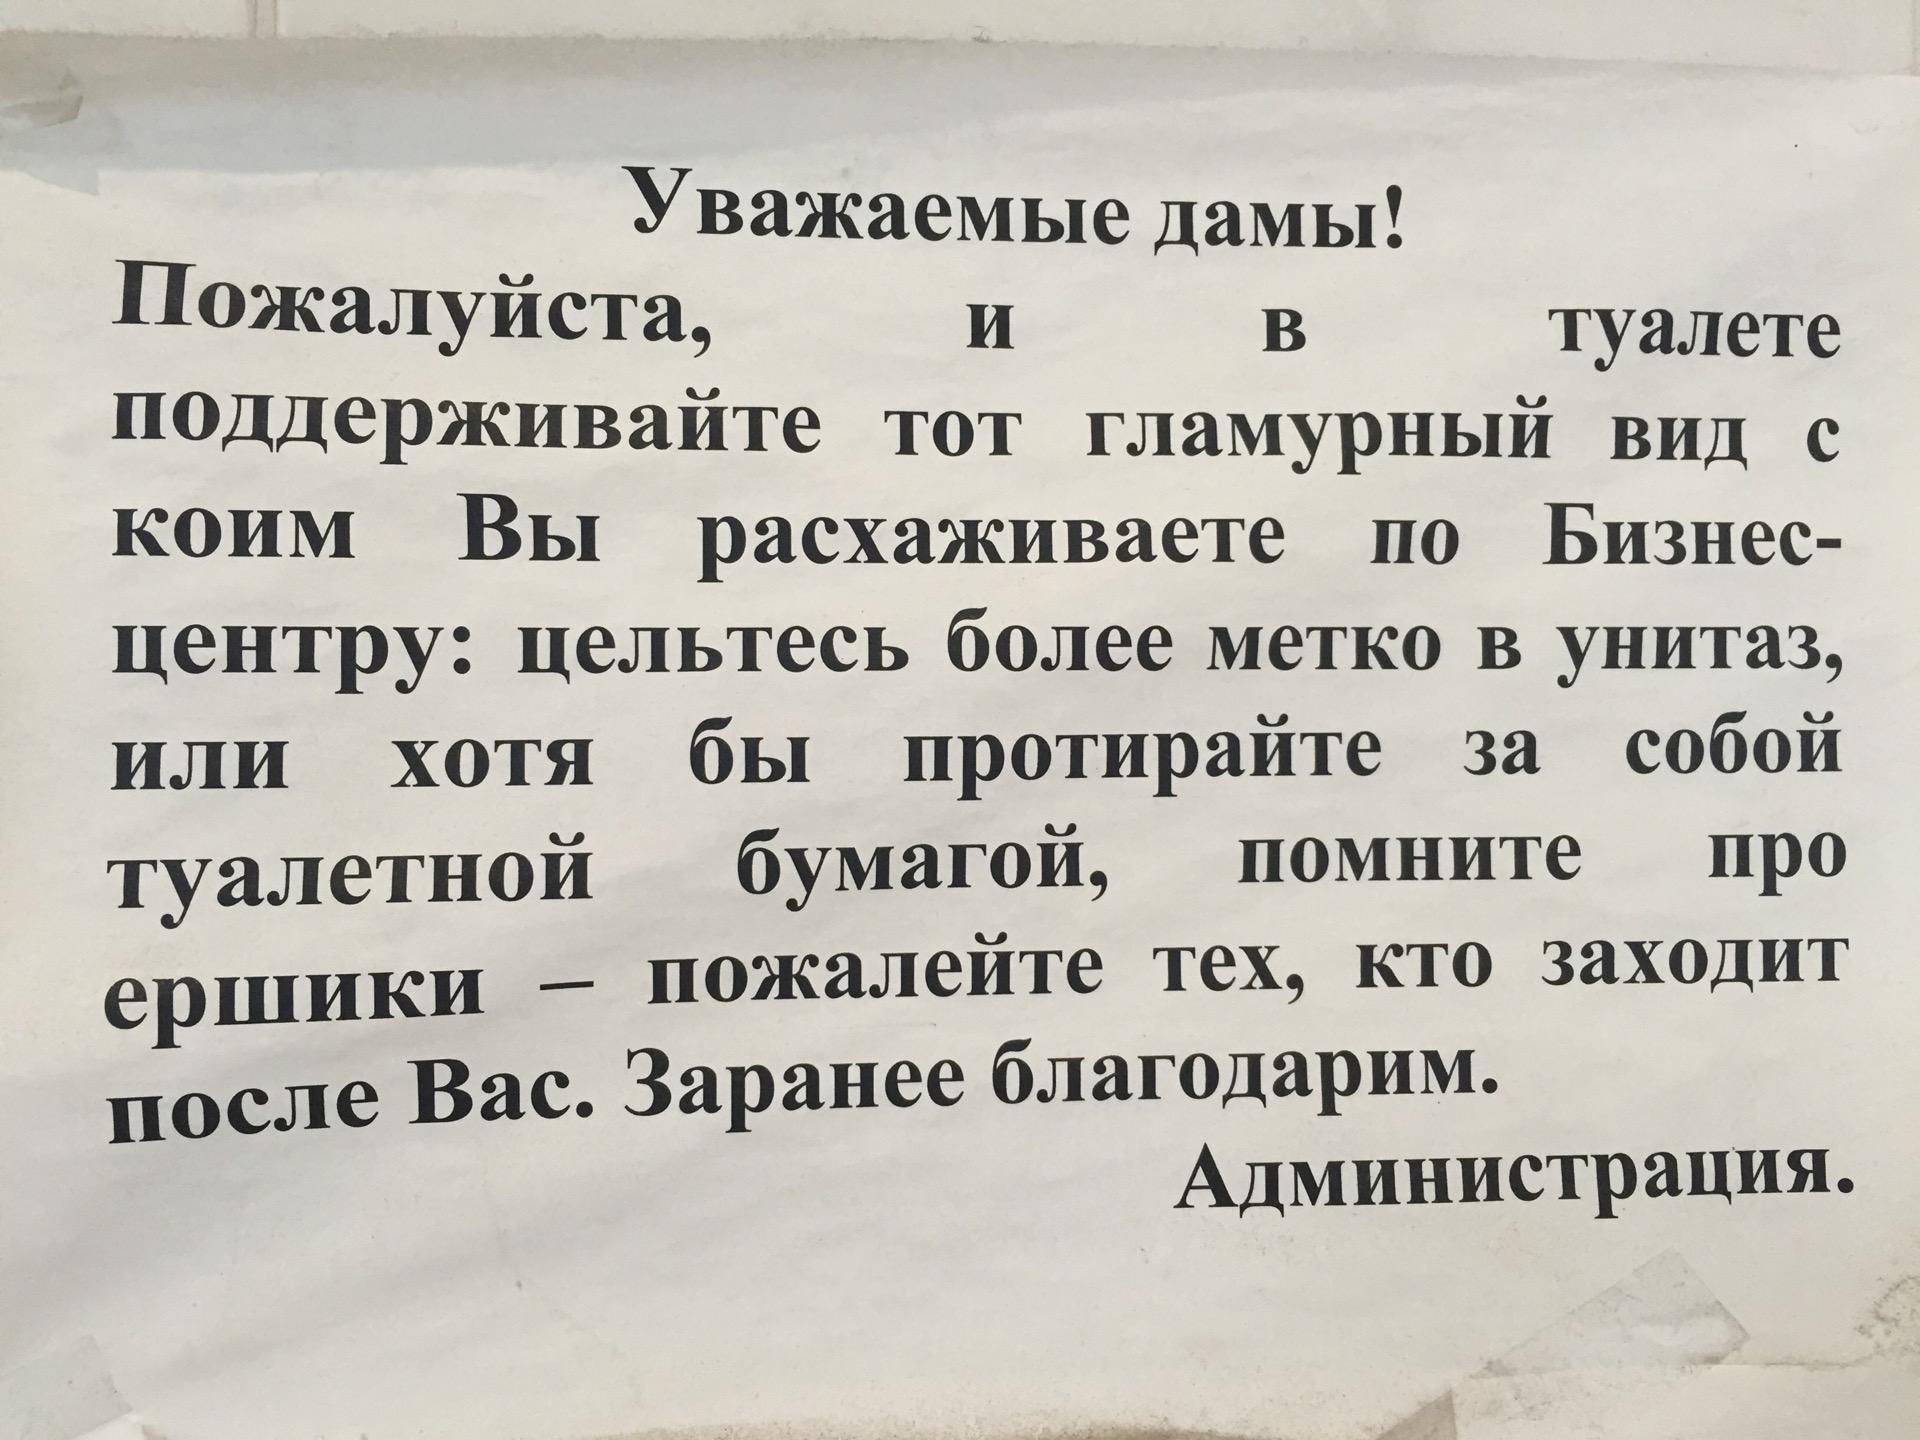 Уважаемые дамы!
Пожалуйста, и в туалете
поддерживайте тот гламурный вид с
коим Вы расхаживаете по Бизнес-
центру: цельтесь более метко в унитаз,
или хотя бы протирайте за собой
туалетной бумагой, помните про
ершики – пожалейте тех, кто заходит
после Вас. Заранее благодарим.
Администрация.